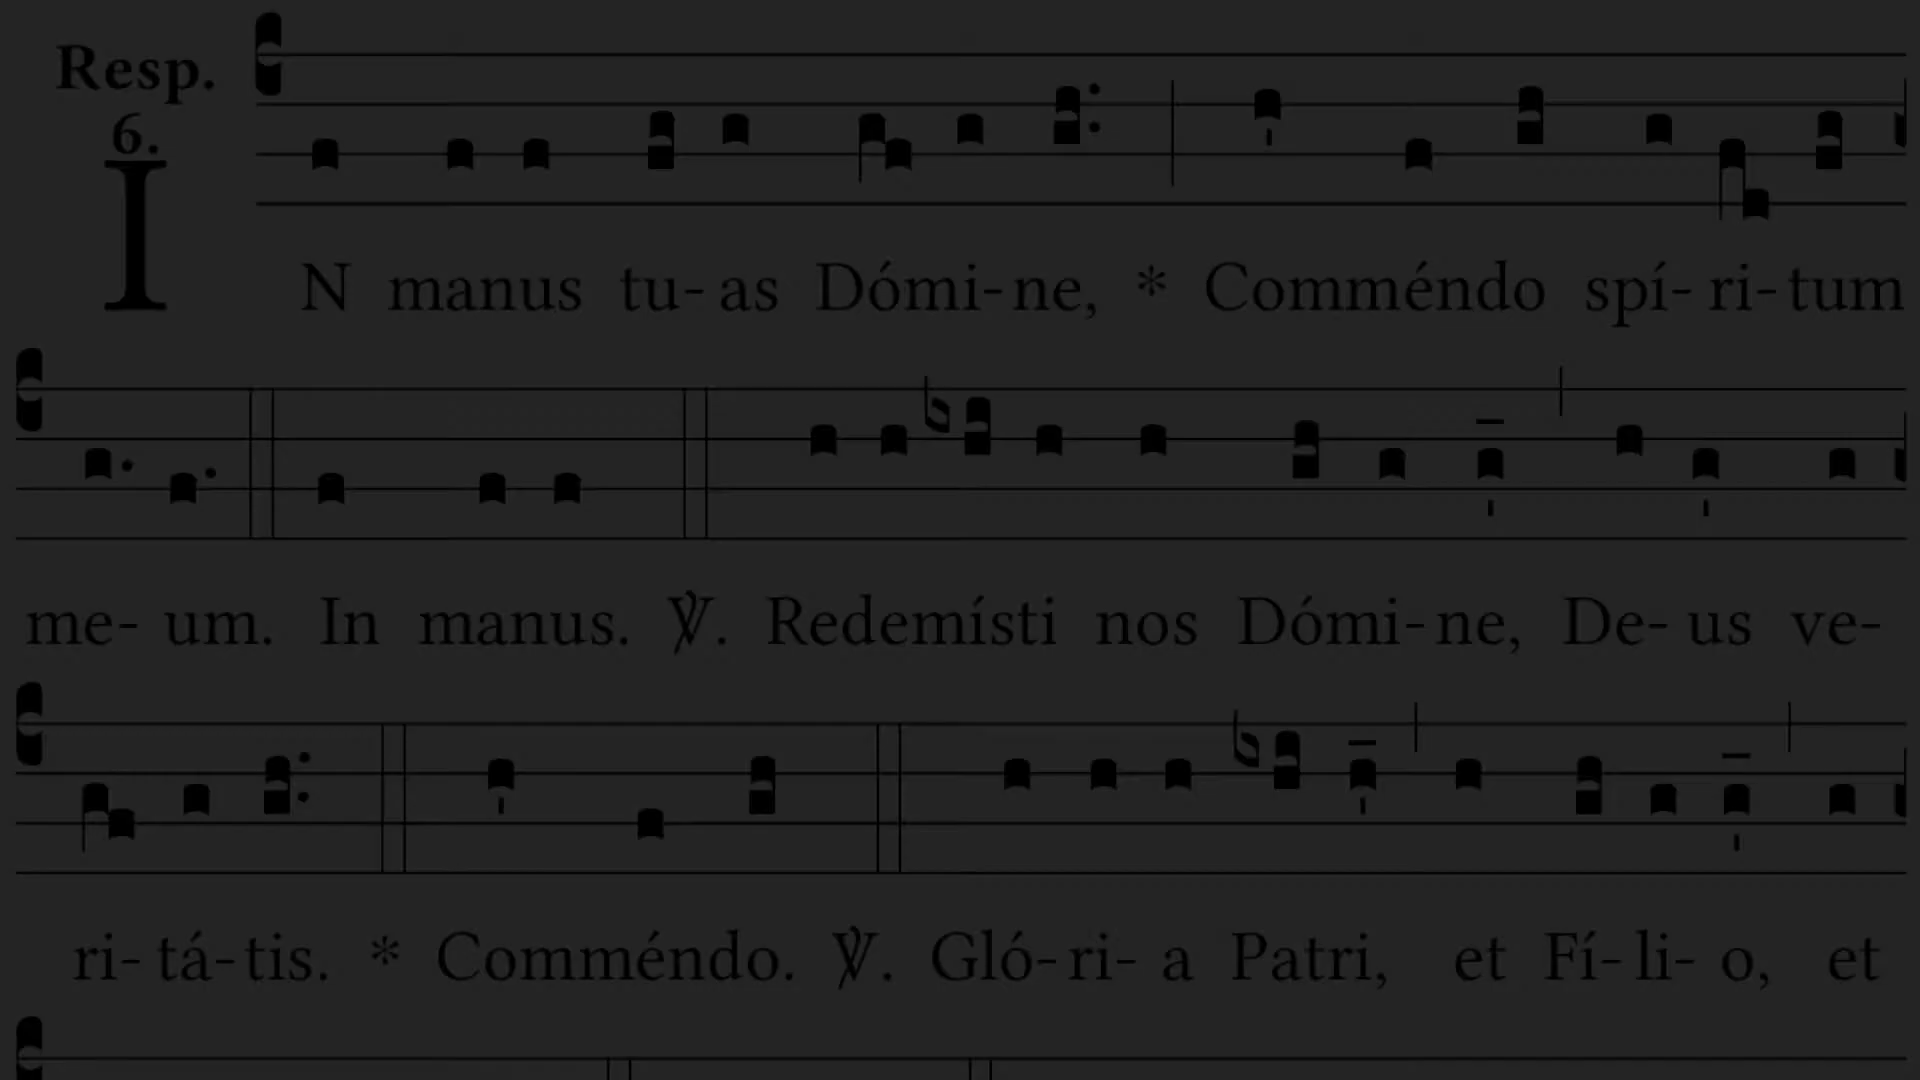 Resp.
6.
IN manus tu- as Dómi- ne, * Comméndo spí- ri- tum
me- um. In manus. ℣. Redemísti nos Dómi- ne, De- us ve-
ri- tá- tis. * Comméndo. ℣. Gló- ri- a Patri, et Fí- li- o, et